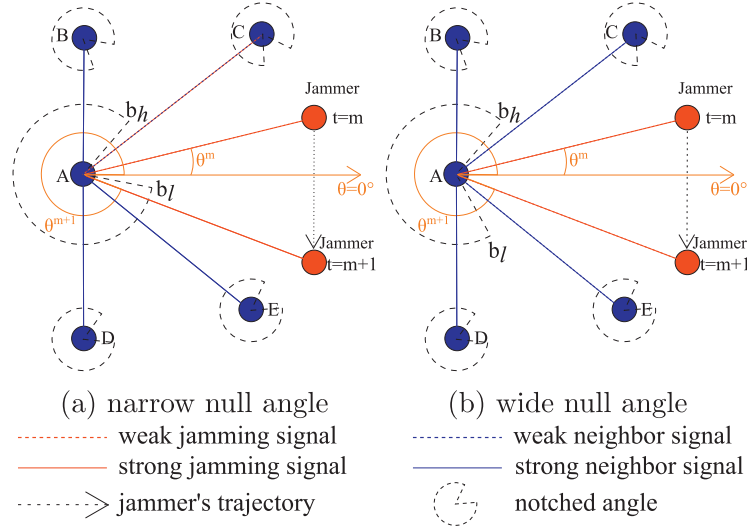 B
C
Jammer
t=m
b_h
θ^m
A
b_l
θ=0°
θ^{m+1}
Jammer
t=m+1
E
D
B
C
Jammer
t=m
b_h
θ^m
A
θ=0°
θ^{m+1}
b_l
Jammer
t=m+1
E
D
(a) narrow null angle
(b) wide null angle
weak jamming signal
weak neighbor signal
strong jamming signal
strong neighbor signal
jammer's trajectory
notched angle